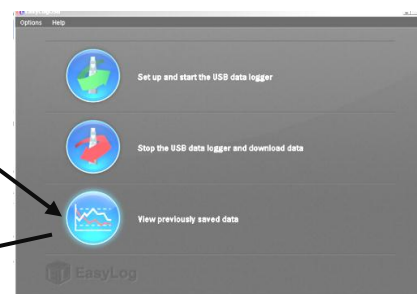 Options Help
Set up and start the USB data logger
Stop the USB data logger and download data
View previously saved data
EasyLog